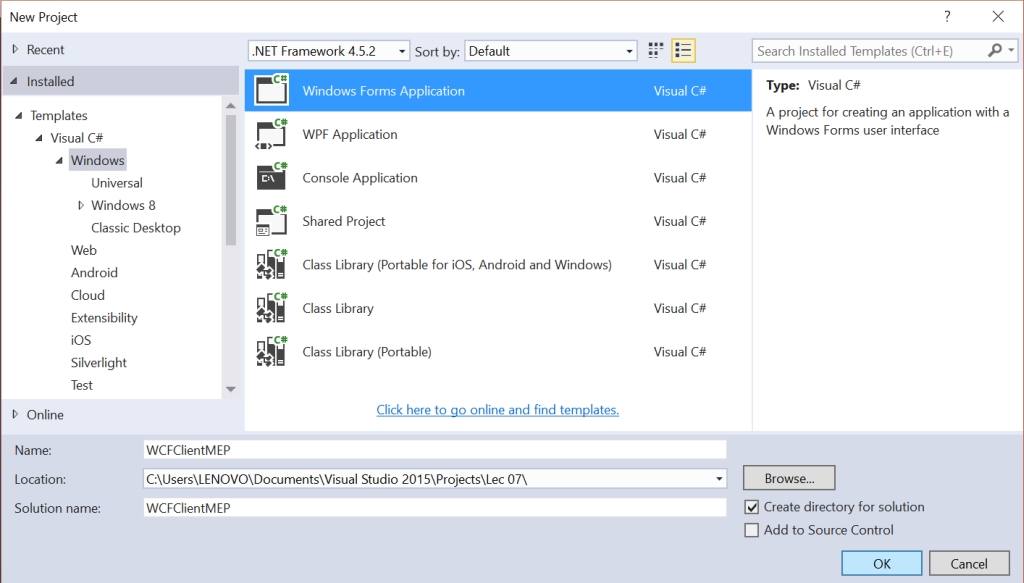 New Project
?
Recent
.NET Framework 4.5.2
Sort by: Default
Search Installed Templates (Ctrl+E)
Installed
Templates
Visual C#
Windows
Universal
Windows 8
Classic Desktop
Web
Android
Cloud
Extensibility
iOS
Silverlight
Test
Online
C# Windows Forms Application Visual C#
C# WPF Application Visual C#
C# C:\ Console Application Visual C#
C# Shared Project Visual C#
C# Class Library (Portable for iOS, Android and Windows) Visual C#
C# Class Library Visual C#
C# Class Library (Portable) Visual C#
Click here to go online and find templates.
Type: Visual C#
A project for creating an application with a
Windows Forms user interface
Name: WCFClientMEP
Location: C:\Users\LENOVO\Documents\Visual Studio 2015\Projects\Lec 07\
Browse...
Solution name: WCFClientMEP
Create directory for solution
Add to Source Control
OK
Cancel